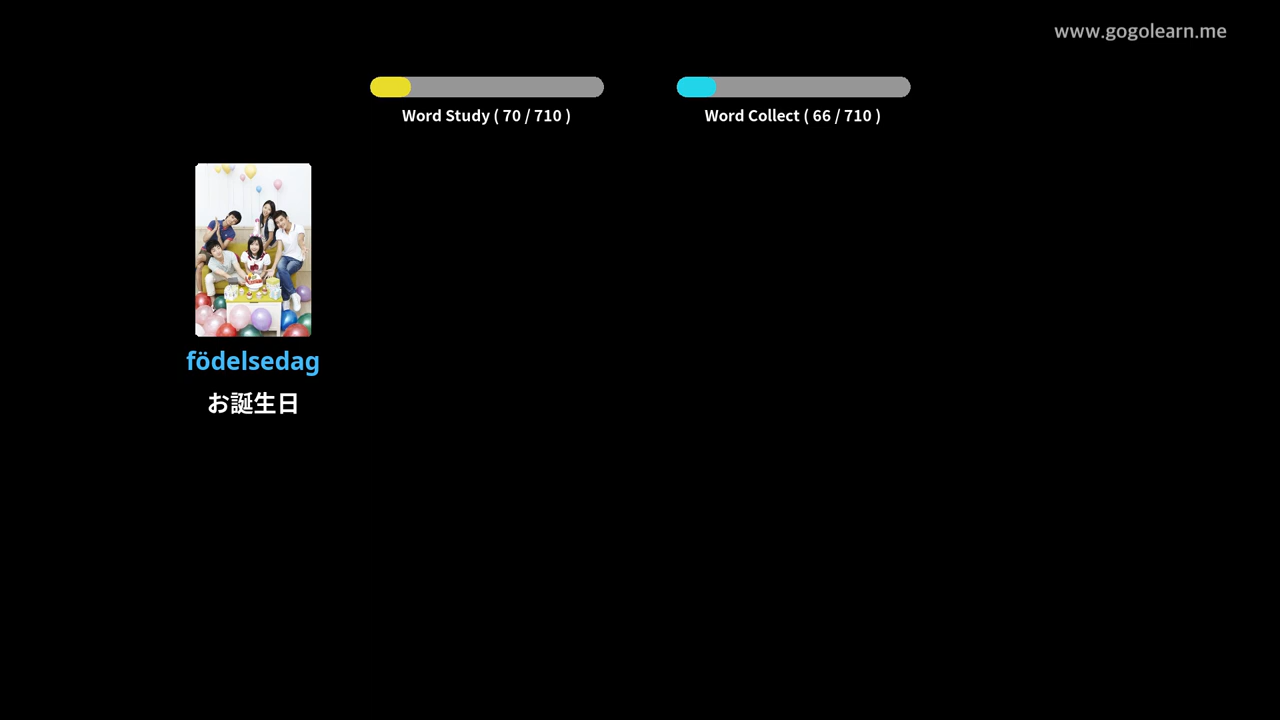 www.gogolearn.me
Word Study ( 70 / 710 )
Word Collect ( 66 / 710 )
födelsedag
お誕生日